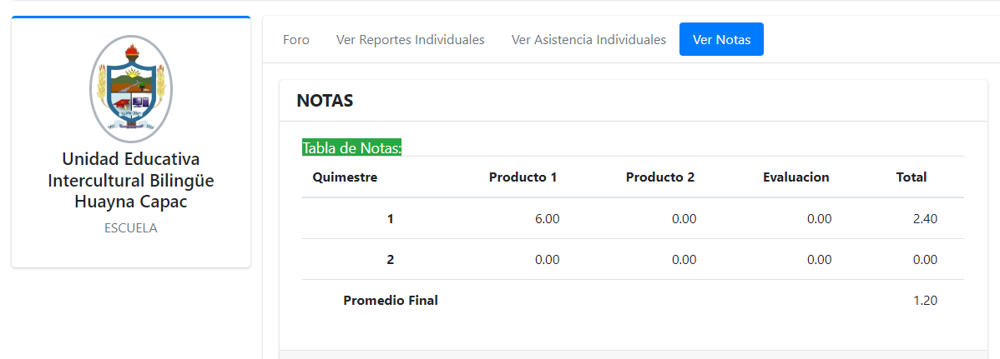 Foro Ver Reportes Individuales Ver Asistencia Individuales Ver Notas
Unidad Educativa
Intercultural Bilingüe
Huayna Capac
ESCUELA
NOTAS
Tabla de Notas:
Quimestre Producto 1 Producto 2 Evaluacion Total
1 6.00 0.00 0.00 2.40
2 0.00 0.00 0.00 0.00
Promedio Final 1.20